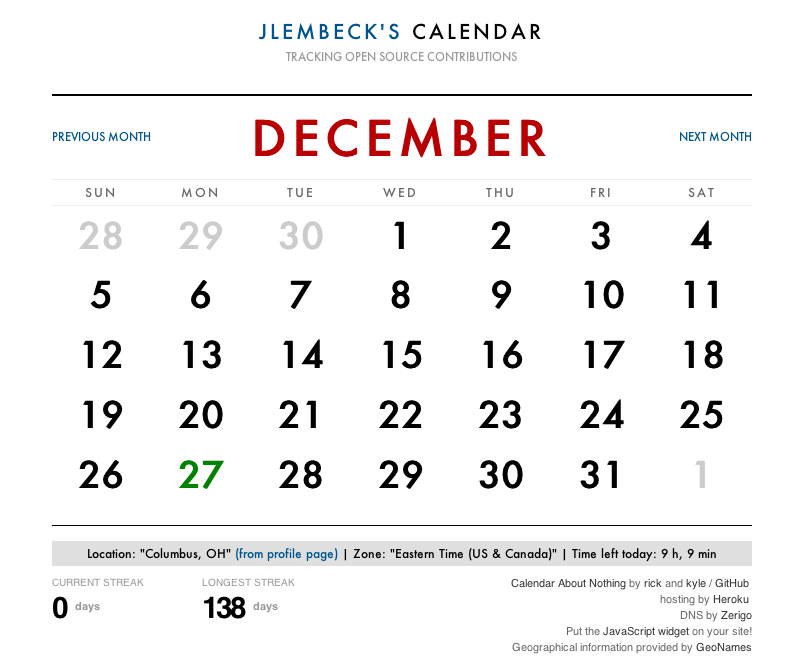 JLEMBECK'S CALENDAR
TRACKING OPEN SOURCE CONTRIBUTIONS
PREVIOUS MONTH DECEMBER NEXT MONTH
SUN MON TUE WED THU FRI SAT
28 29 30 1 2 3 4
5 6 7 8 9 10 11
12 13 14 15 16 17 18
19 20 21 22 23 24 25
26 27 28 29 30 31 1
Location: "Columbus, OH" (from profile page) | Zone: "Eastern Time (US & Canada)" | Time left today: 9 h, 9 min
CURRENT STREAK LONGEST STREAK
0 days 138 days
Calendar About Nothing by rick and kyle / GitHub
hosting by Heroku
DNS by Zerigo
Put the JavaScript widget on your site!
Geographical information provided by GeoNames